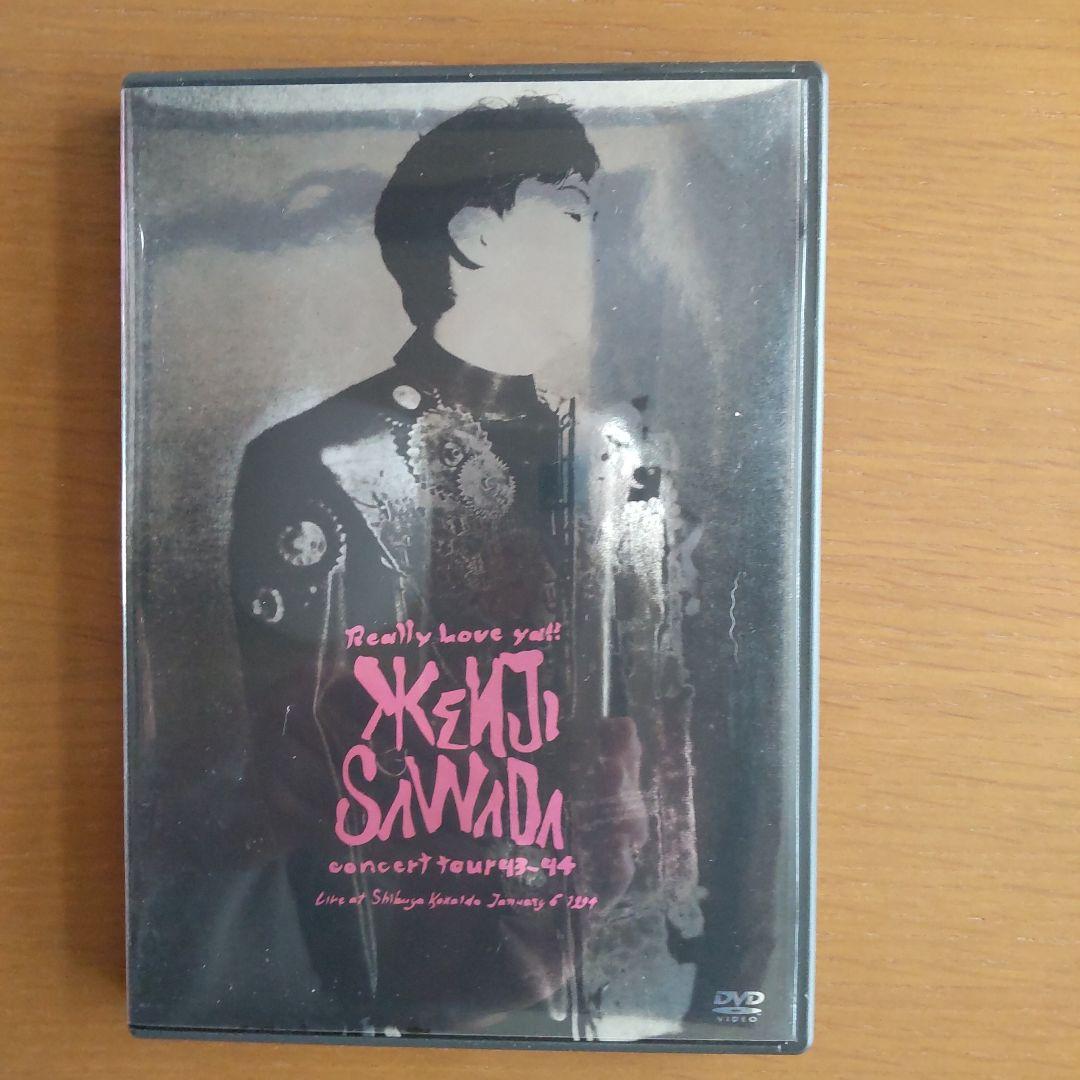 Really Love ya!!
KENJI
SAWADA
concert tour 93~94
Live at Shibuya Kokaido January 6 1994
DVD
VIDEO